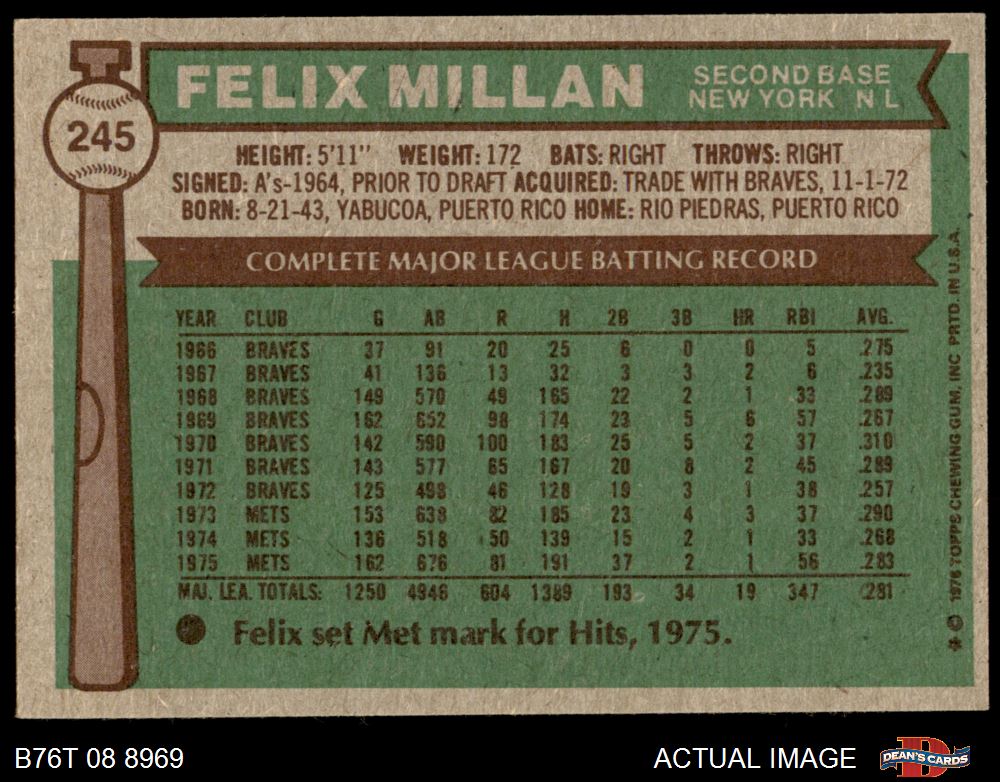 FELIX MILLAN
SECOND BASE
NEW YORK N L
245
HEIGHT: 5'11" WEIGHT: 172 BATS: RIGHT THROWS: RIGHT
SIGNED: A's-1964, PRIOR TO DRAFT ACQUIRED: TRADE WITH BRAVES, 11-1-72
BORN: 8-21-43, YABUCOA, PUERTO RICO HOME: RIO PIEDRAS, PUERTO RICO
COMPLETE MAJOR LEAGUE BATTING RECORD
YEAR CLUB G AB R H 2B 3B HR RBI AVG.
1966 BRAVES 37 91 20 25 6 0 0 5 .275
1967 BRAVES 41 136 13 32 3 3 2 6 .235
1968 BRAVES 149 570 49 165 22 2 1 33 .289
1969 BRAVES 162 652 98 174 23 5 6 57 .267
1970 BRAVES 142 590 100 183 25 5 2 37 .310
1971 BRAVES 143 577 65 167 20 8 2 45 .289
1972 BRAVES 125 498 46 128 19 3 1 38 .257
1973 METS 153 638 82 185 23 4 3 37 .290
1974 METS 136 518 50 139 15 2 1 33 .268
1975 METS 162 676 81 191 37 2 1 56 .283
MAJ. LEA. TOTALS: 1250 4946 604 1389 193 34 19 347 .281
Felix set Met mark for Hits, 1975.
* © 1976 TOPPS CHEWING GUM, INC PRTD. IN U.S.A.
B76T 08 8969
ACTUAL IMAGE
DEAN'S CARDS